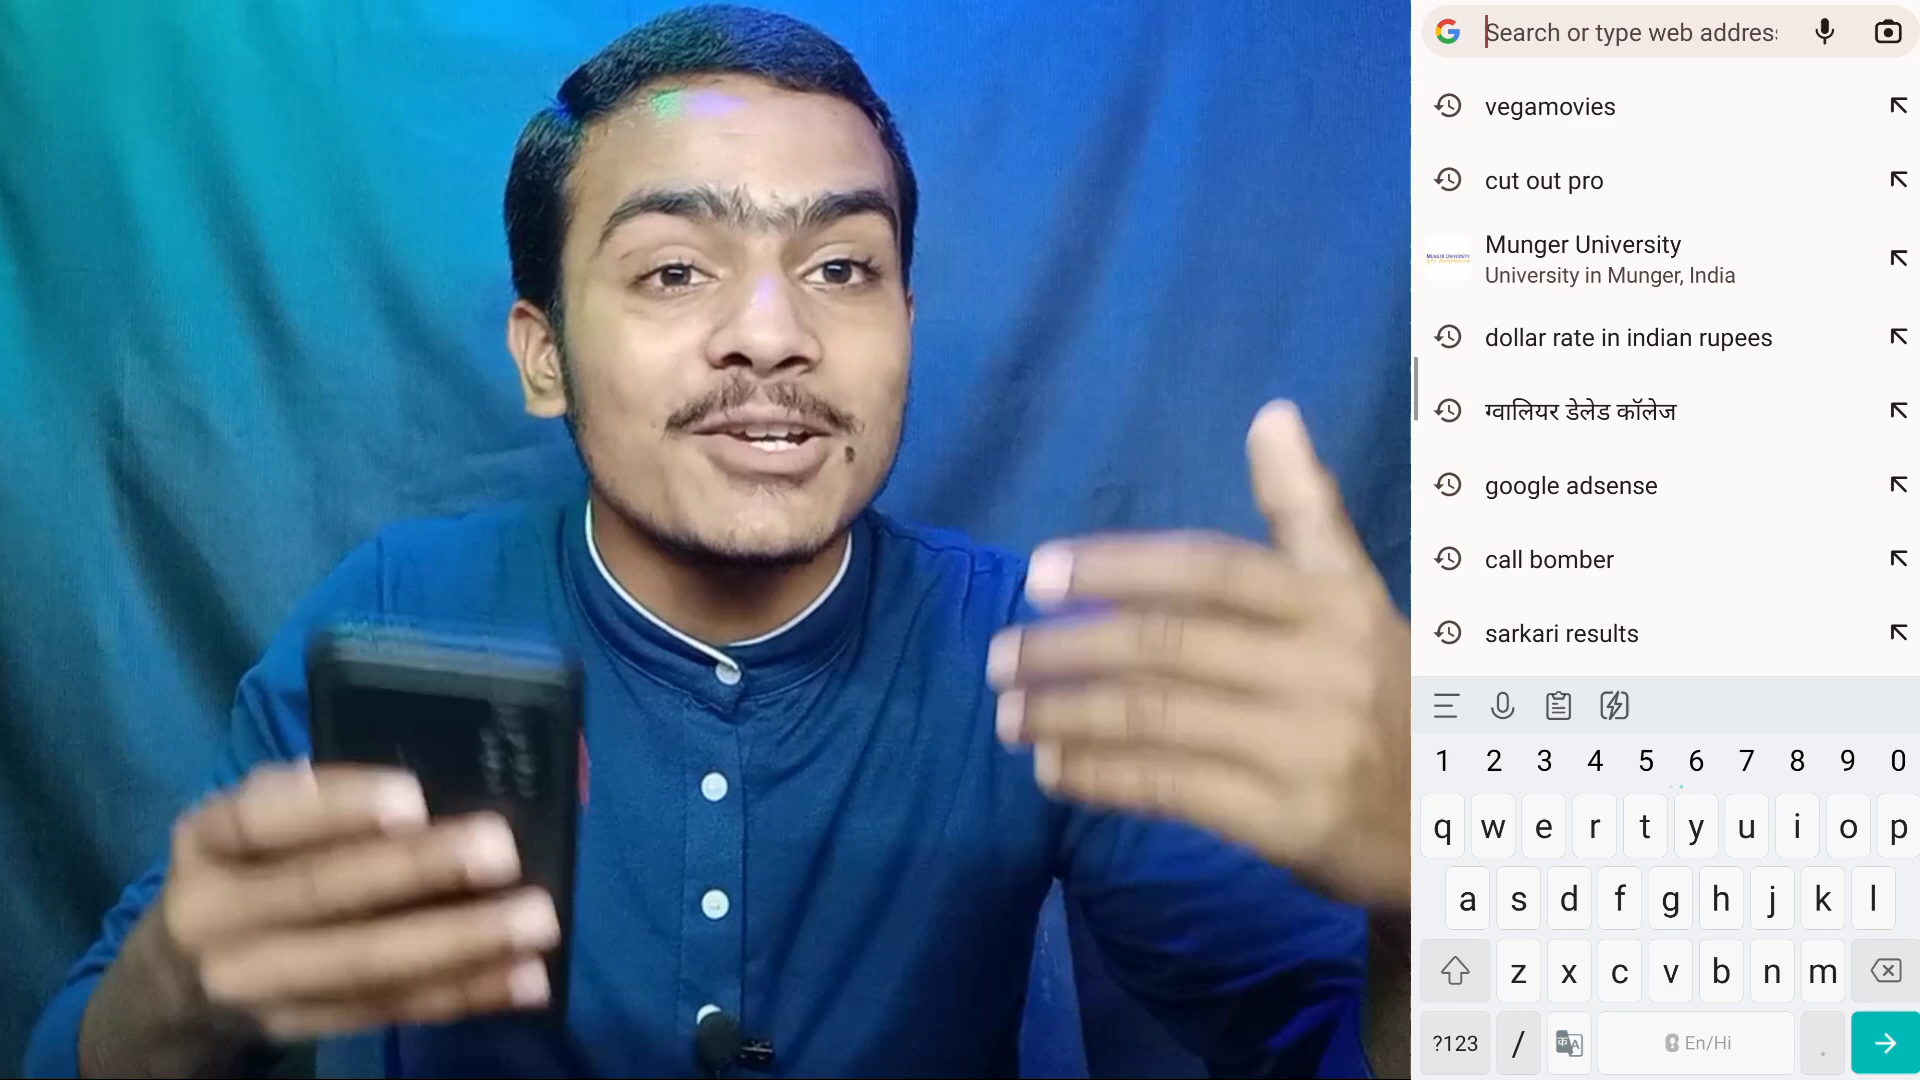 Search or type web addres
vegamovies
cut out pro
Munger University
University in Munger, India
dollar rate in indian rupees
ग्वालियर डेलेड कॉलेज
google adsense
call bomber
sarkari results
1 2 3 4 5 6 7 8 9 0
q w e r t y u i o p
a s d f g h j k l
z x c v b n m
?123 / En/Hi .